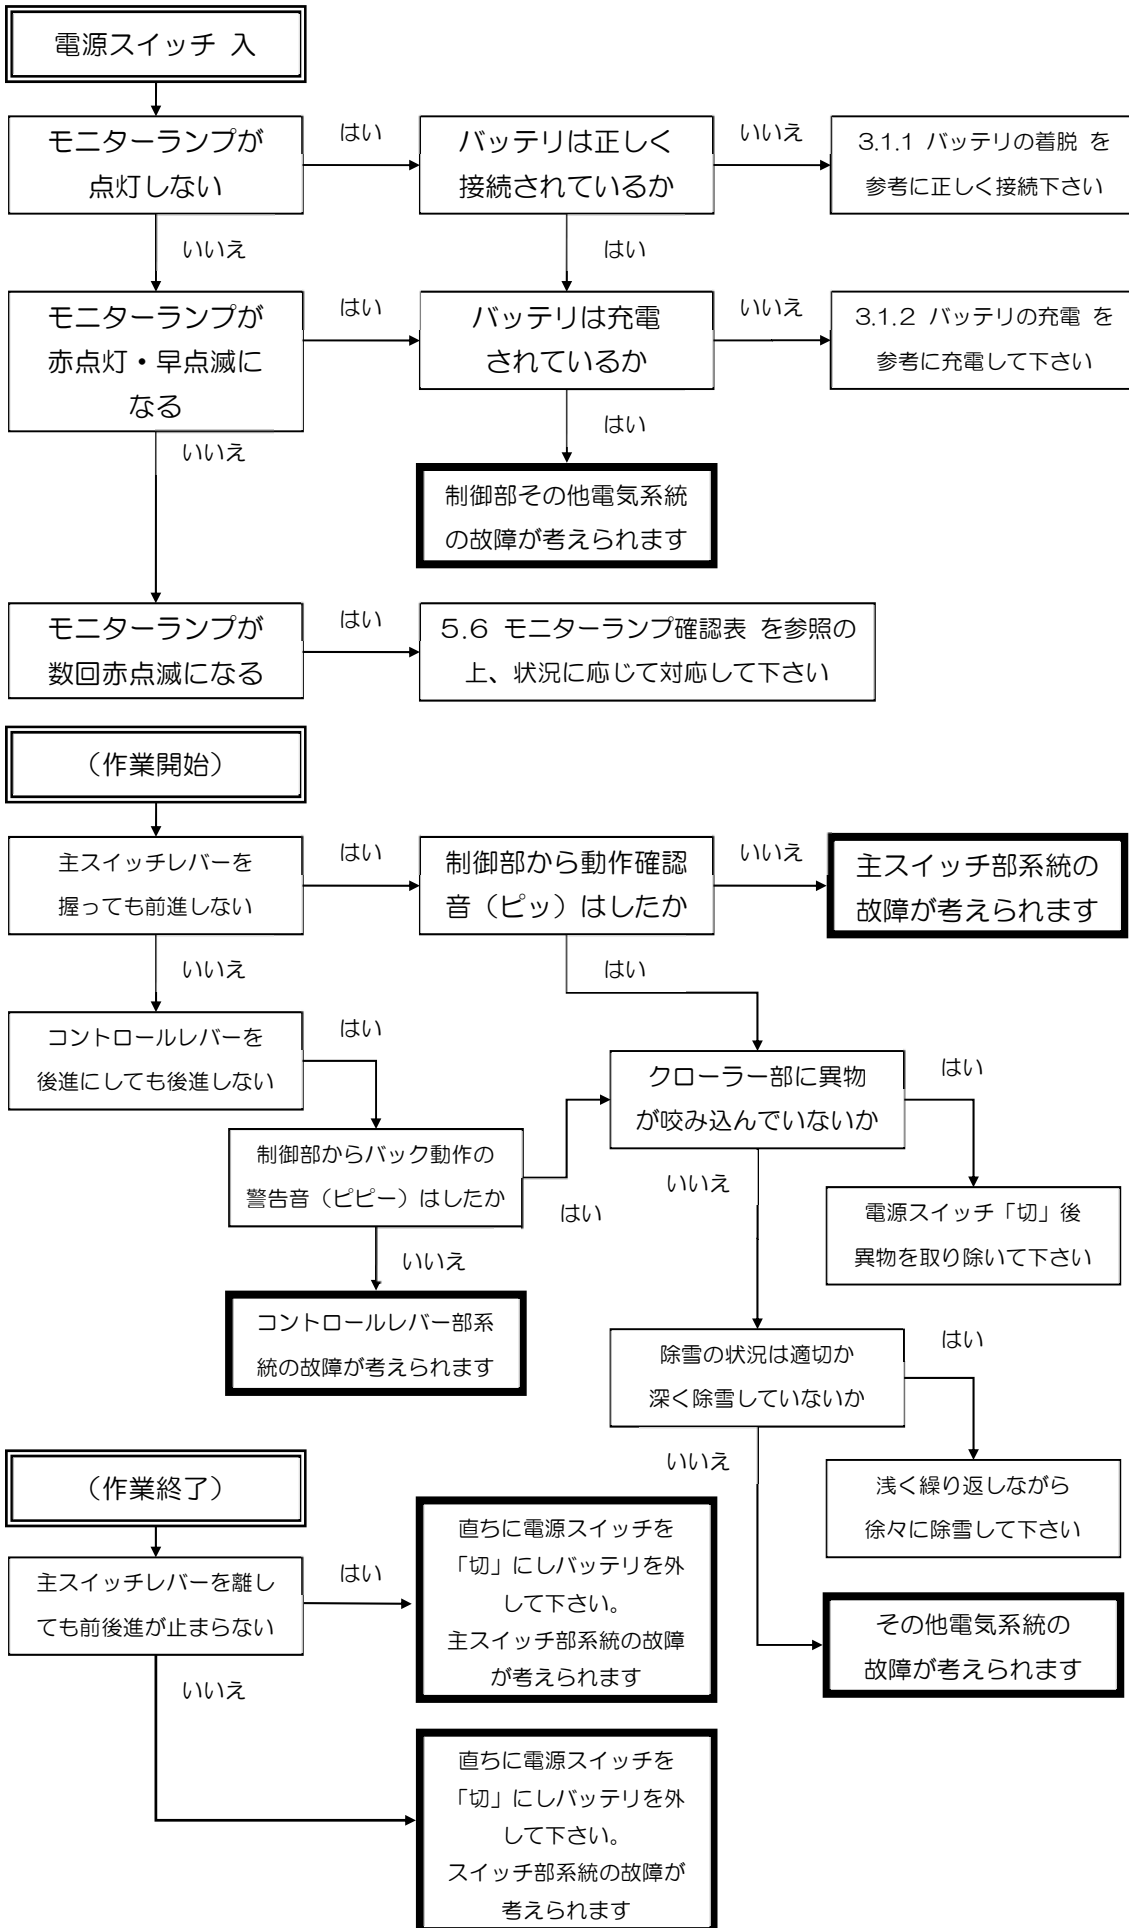 電源スイッチ 入
モニターランプが
点灯しない
はい
バッテリは正しく
接続されているか
いいえ
3.1.1 バッテリの着脱 を
参考に正しく接続下さい
いいえ
はい
モニターランプが
赤点灯・早点滅に
なる
はい
バッテリは充電
されているか
いいえ
3.1.2 バッテリの充電 を
参考に充電して下さい
いいえ
はい
制御部その他電気系統
の故障が考えられます
モニターランプが
数回赤点滅になる
はい
5.6 モニターランプ確認表 を参照の
上、状況に応じて対応して下さい
（作業開始）
主スイッチレバーを
握っても前進しない
はい
制御部から動作確認
音（ピッ）はしたか
いいえ
主スイッチ部系統の
故障が考えられます
いいえ
はい
コントロールレバーを
後進にしても後進しない
はい
クローラー部に異物
が咬み込んでいないか
はい
制御部からバック動作の
警告音（ピピー）はしたか
はい
いいえ
電源スイッチ「切」後
異物を取り除いて下さい
いいえ
コントロールレバー部系
統の故障が考えられます
除雪の状況は適切か
深く除雪していないか
はい
いいえ
浅く繰り返しながら
徐々に除雪して下さい
その他電気系統の
故障が考えられます
（作業終了）
主スイッチレバーを離し
ても前後進が止まらない
はい
直ちに電源スイッチを
「切」にしバッテリを外
して下さい。
主スイッチ部系統の故障
が考えられます
いいえ
直ちに電源スイッチを
「切」にしバッテリを外
して下さい。
スイッチ部系統の故障が
考えられます